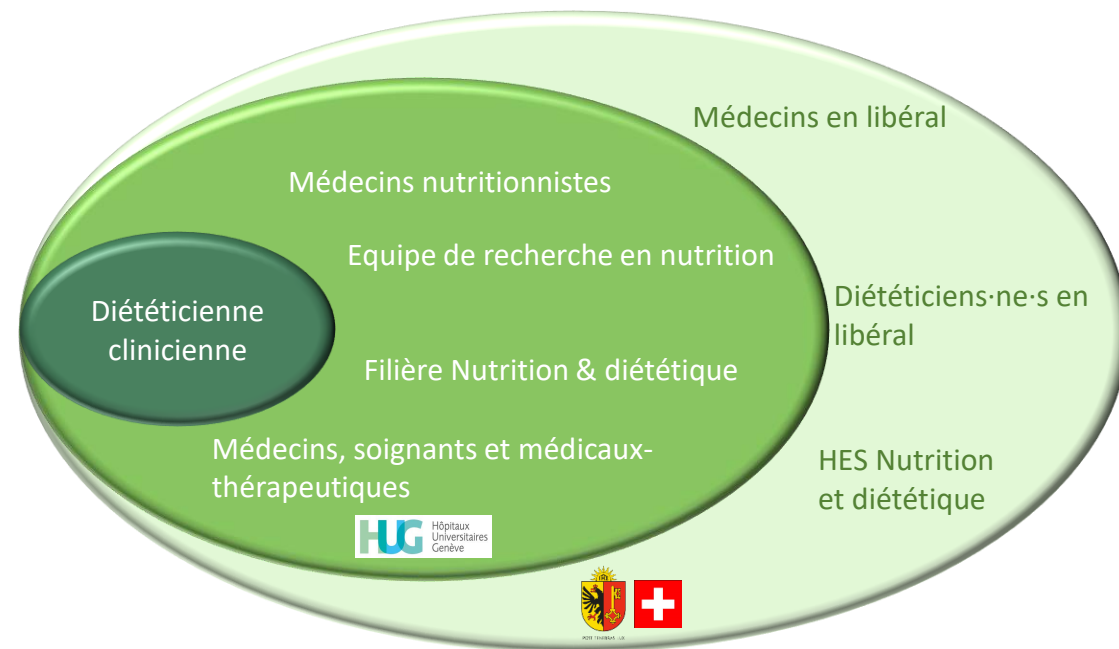 Médecins en libéral
Médecins nutritionnistes
Equipe de recherche en nutrition
Diététicienne
clinicienne
Diététiciens·ne·s en
libéral
Filière Nutrition & diététique
Médecins, soignants et médicaux-
thérapeutiques
HES Nutrition
et diététique
HUG
Hôpitaux
Universitaires
Genève